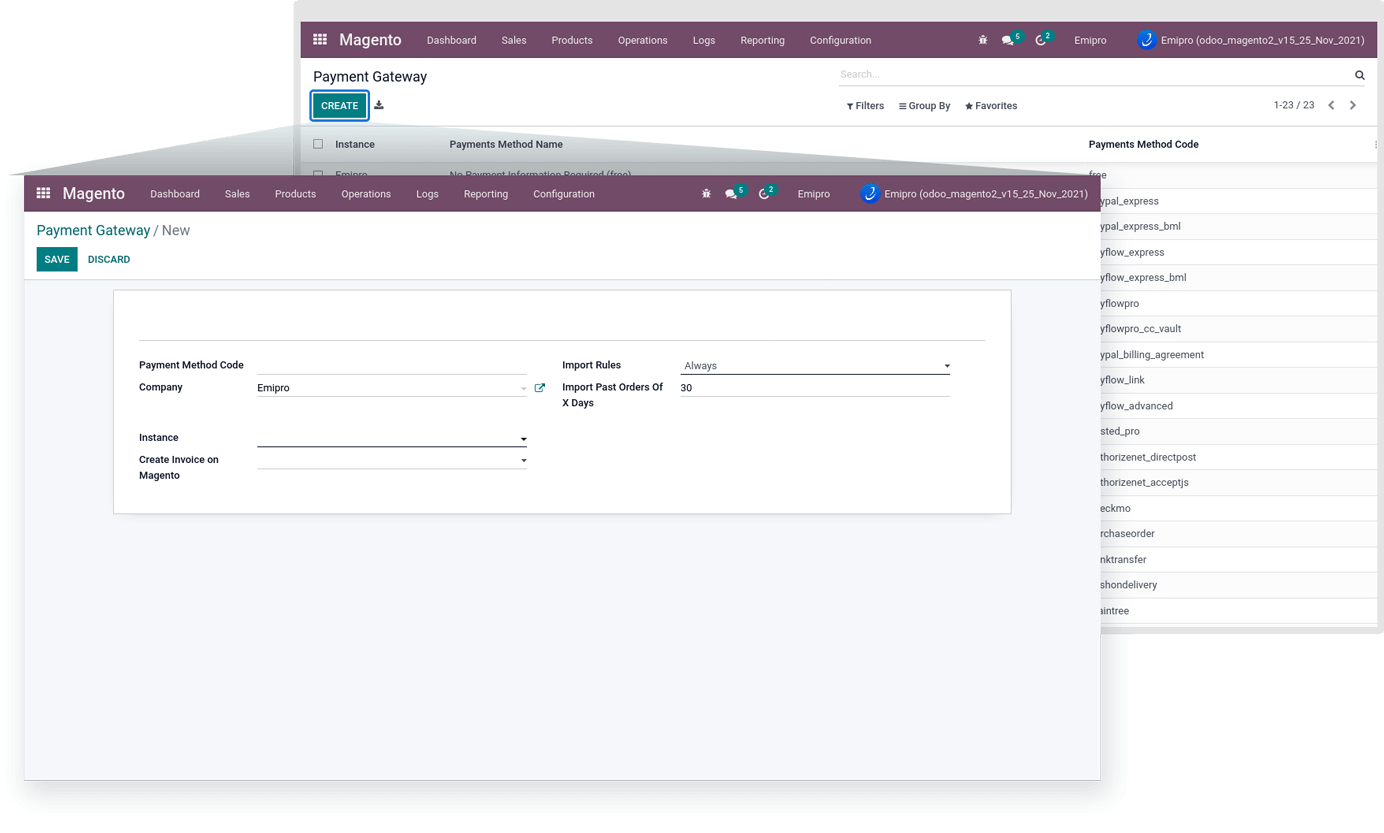 Magento Dashboard Sales Products Operations Logs Reporting Configuration 5 2 Emipro Emipro (odoo_magento2_v15_25_Nov_2021)
Payment Gateway Search...
CREATE Filters Group By Favorites 1-23 / 23
Instance Payments Method Name Payments Method Code
Emipro No Payment Information Required (free) free
Magento Dashboard Sales Products Operations Logs Reporting Configuration 5 2 Emipro Emipro (odoo_magento2_v15_25_Nov_2021)
Payment Gateway / New
SAVE DISCARD
Payment Method Code
Company Emipro
Instance
Create Invoice on
Magento
Import Rules Always
Import Past Orders Of 30
X Days
ypal_express
ypal_express_bml
yflow_express
yflow_express_bml
yflowpro
yflowpro_cc_vault
ypal_billing_agreement
yflow_link
yflow_advanced
sted_pro
thorizenet_directpost
thorizenet_acceptjs
eckmo
rchaseorder
nktransfer
shondelivery
aintree